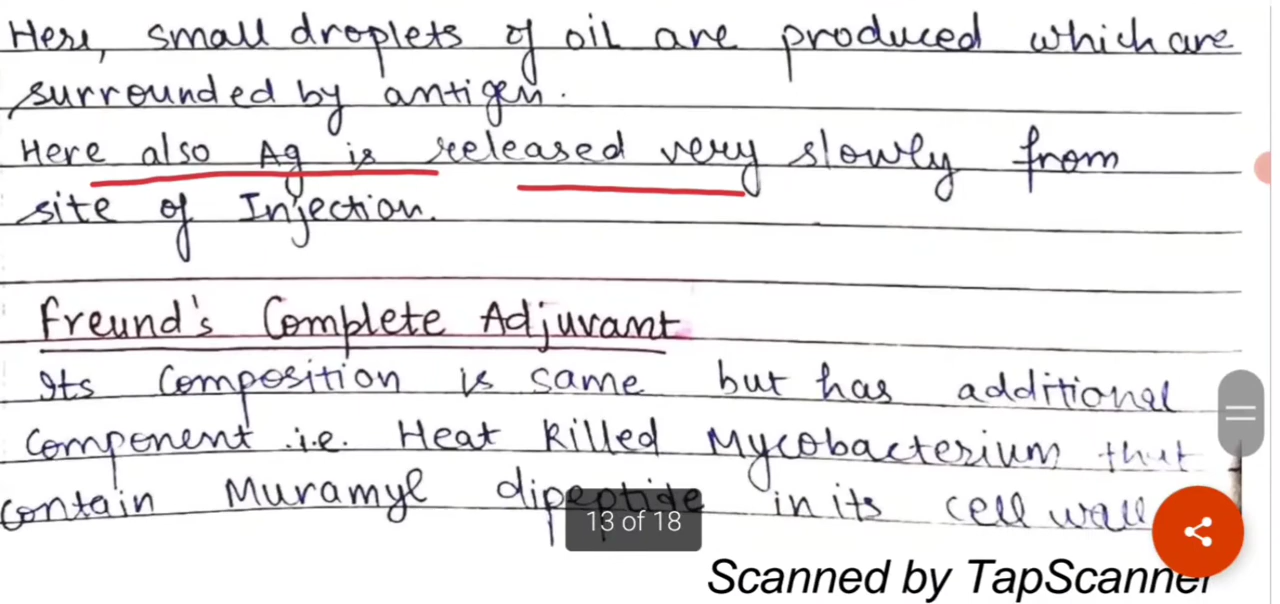 Here, small droplets of oil are produced which are
surrounded by antigen.
Here also Ag is released very slowly from
site of Injection.
Freund's Complete Adjuvant
Its Composition is same but has additional
Component i.e. Heat Killed Mycobacterium that
contain Muramyl dipeptide in its cell wall
13 of 18
Scanned by TapScanner